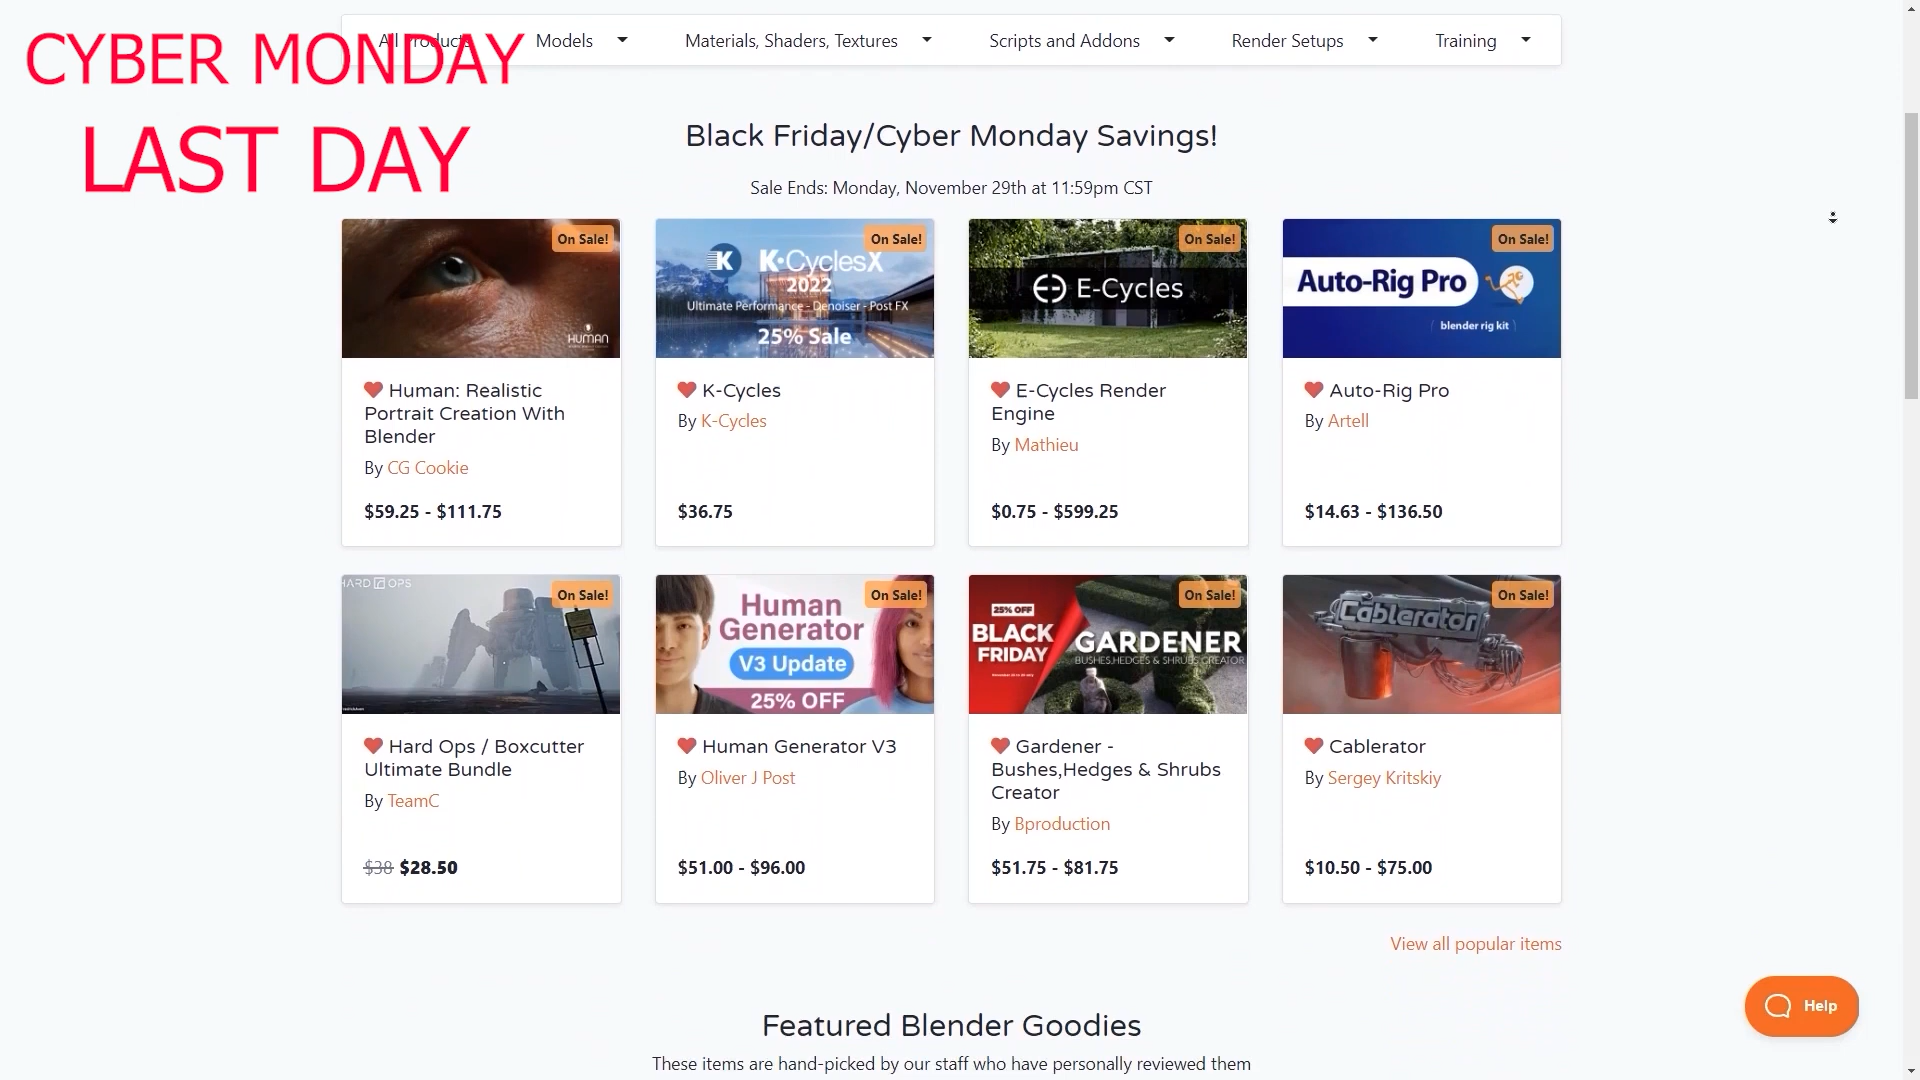 CYBER MONDAY
LAST DAY
All Products
Models
Materials, Shaders, Textures
Scripts and Addons
Render Setups
Training
Black Friday/Cyber Monday Savings!
Sale Ends: Monday, November 29th at 11:59pm CST
On Sale!
HUMAN
Human: Realistic
Portrait Creation With
Blender
By CG Cookie
$59.25 - $111.75
On Sale!
K K-CyclesX
2022
Ultimate Performance - Denoiser - Post FX
25% Sale
K-Cycles
By K-Cycles
$36.75
On Sale!
E-Cycles
E-Cycles Render
Engine
By Mathieu
$0.75 - $599.25
On Sale!
Auto-Rig Pro
blender rig kit
Auto-Rig Pro
By Artell
$14.63 - $136.50
HARD OPS
On Sale!
Hard Ops / Boxcutter
Ultimate Bundle
By TeamC
$38 $28.50
On Sale!
Human
Generator
V3 Update
25% OFF
Human Generator V3
By Oliver J Post
$51.00 - $96.00
On Sale!
25% OFF
BLACK
FRIDAY
GARDENER
BUSHES,HEDGES & SHRUBS CREATOR
Gardener -
Bushes,Hedges & Shrubs
Creator
By Bproduction
$51.75 - $81.75
On Sale!
Cablerator
Cablerator
By Sergey Kritskiy
$10.50 - $75.00
View all popular items
Help
Featured Blender Goodies
These items are hand-picked by our staff who have personally reviewed them